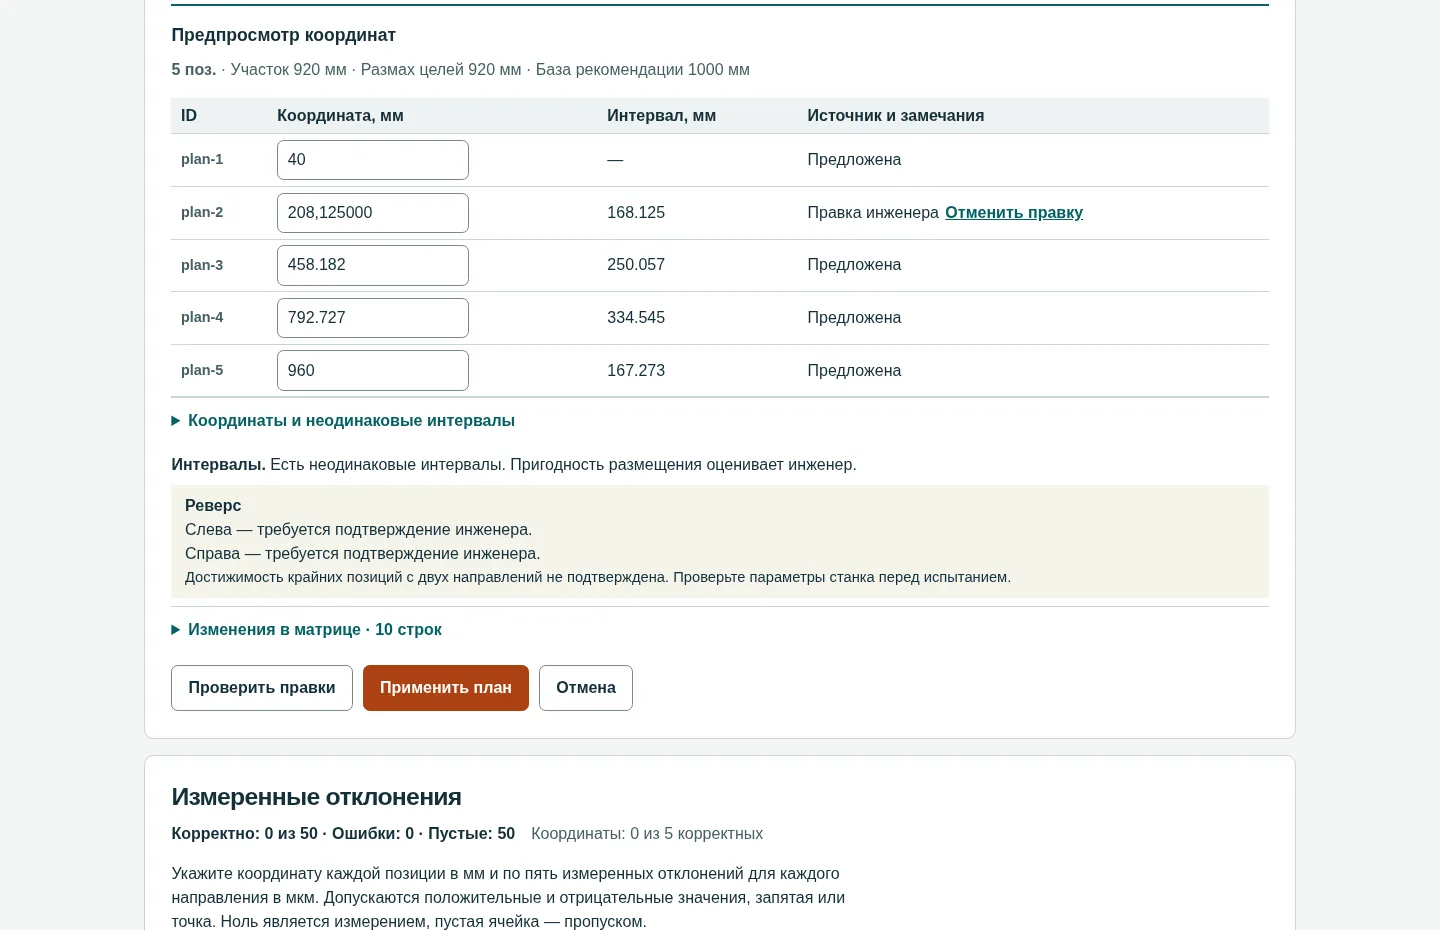 Предпросмотр координат
5 поз. · Участок 920 мм · Размах целей 920 мм · База рекомендации 1000 мм
ID Координата, мм Интервал, мм Источник и замечания
plan-1 40 — Предложена
plan-2 208,125000 168.125 Правка инженера Отменить правку
plan-3 458.182 250.057 Предложена
plan-4 792.727 334.545 Предложена
plan-5 960 167.273 Предложена
Координаты и неодинаковые интервалы
Интервалы. Есть неодинаковые интервалы. Пригодность размещения оценивает инженер.
Реверс
Слева — требуется подтверждение инженера.
Справа — требуется подтверждение инженера.
Достижимость крайних позиций с двух направлений не подтверждена. Проверьте параметры станка перед испытанием.
Изменения в матрице · 10 строк
Проверить правки Применить план Отмена
Измеренные отклонения
Корректно: 0 из 50 · Ошибки: 0 · Пустые: 50 Координаты: 0 из 5 корректных
Укажите координату каждой позиции в мм и по пять измеренных отклонений для каждого
направления в мкм. Допускаются положительные и отрицательные значения, запятая или
точка. Ноль является измерением, пустая ячейка — пропуском.